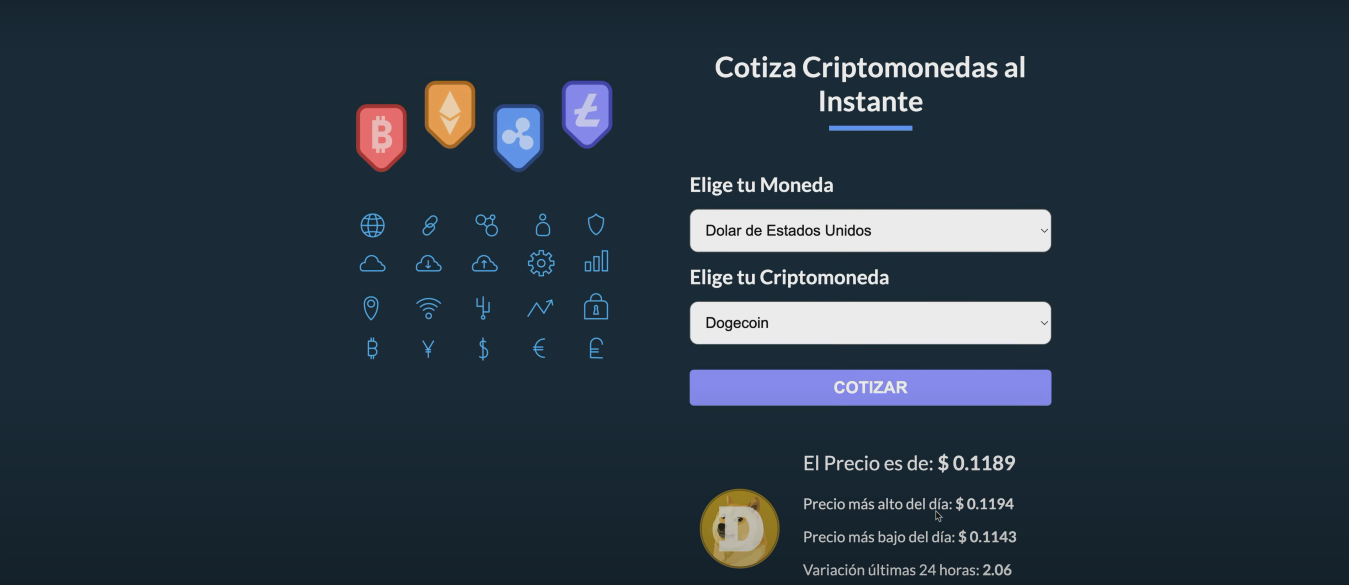 Cotiza Criptomonedas al
Instante
Elige tu Moneda
Dolar de Estados Unidos
Elige tu Criptomoneda
Dogecoin
COTIZAR
El Precio es de: $ 0.1189
Precio más alto del día: $ 0.1194
Precio más bajo del día: $ 0.1143
Variación últimas 24 horas: 2.06